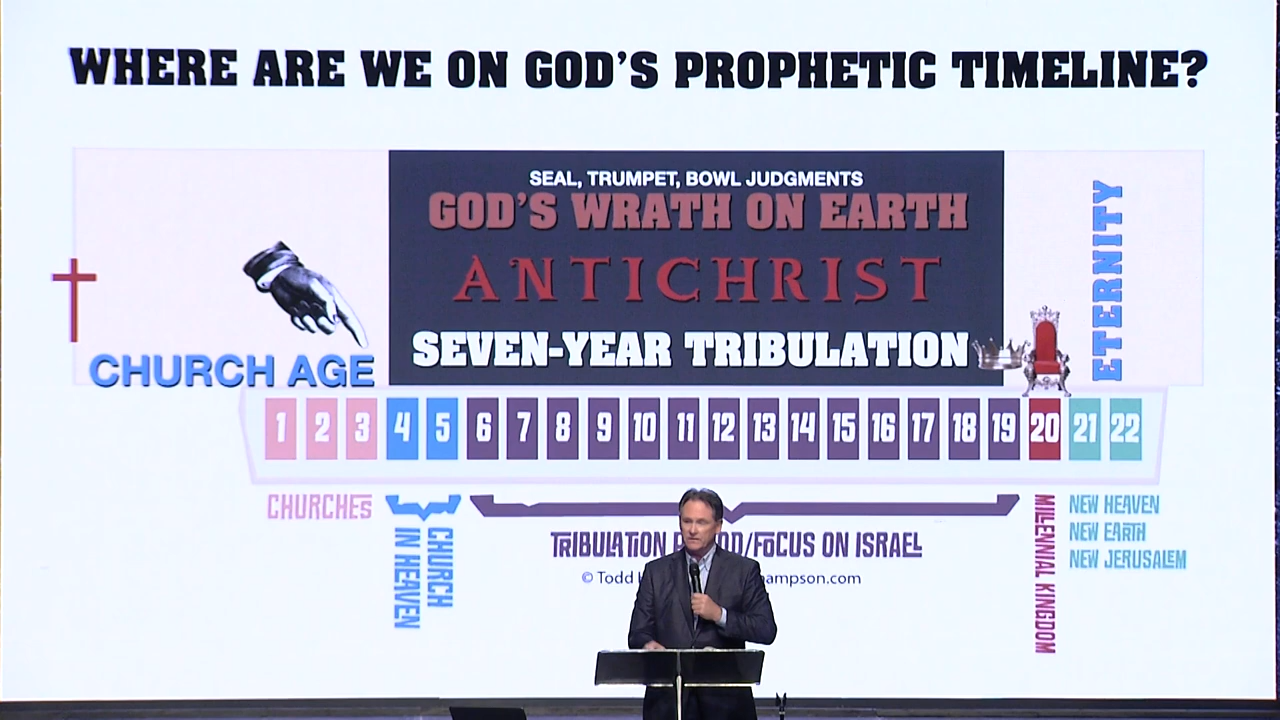 WHERE ARE WE ON GOD'S PROPHETIC TIMELINE?
SEAL, TRUMPET, BOWL JUDGMENTS
GOD'S WRATH ON EARTH
ANTICHRIST
SEVEN-YEAR TRIBULATION
CHURCH AGE
ETERNITY
1 2 3 4 5 6 7 8 9 10 11 12 13 14 15 16 17 18 19 20 21 22
CHURCHES
CHURCH
IN HEAVEN
TRIBULATION /FOCUS ON ISRAEL
© Todd
MILLENNIAL KINGDOM
NEW HEAVEN
NEW EARTH
NEW JERUSALEM